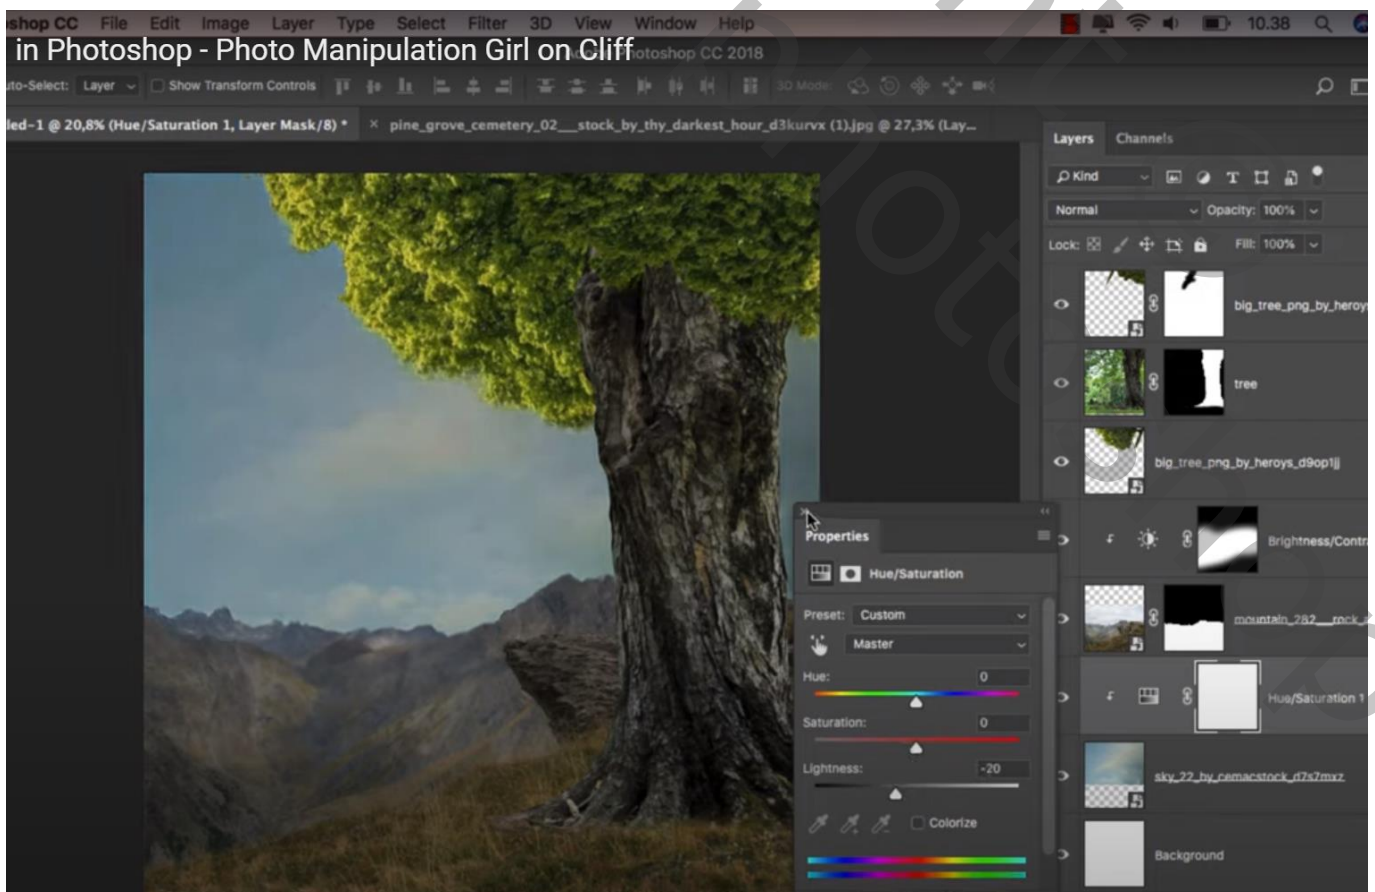 shop CC File Edit Image Layer Type Select Filter 3D View Window Help 10.38
in Photoshop - Photo Manipulation Girl on Cliff
Photoshop CC 2018
uto-Select: Layer Show Transform Controls 3D Mode:
led-1 @ 20,8% (Hue/Saturation 1, Layer Mask/8) * × pine_grove_cemetery_02__stock_by_thy_darkest_hour_d3kurvx (1).jpg @ 27,3% (Lay...
Layers Channels
Kind
Normal Opacity: 100%
Lock: Fill: 100%
big_tree_png_by_heroy
tree
big_tree_png_by_heroys_d9op1jj
Brightness/Contr
mountain_282__rock_
Hue/Saturation 1
sky_22_by_cemacstock_d7s7mxz
Background
Properties
Hue/Saturation
Preset: Custom
Master
Hue: 0
Saturation: 0
Lightness: -20
Colorize